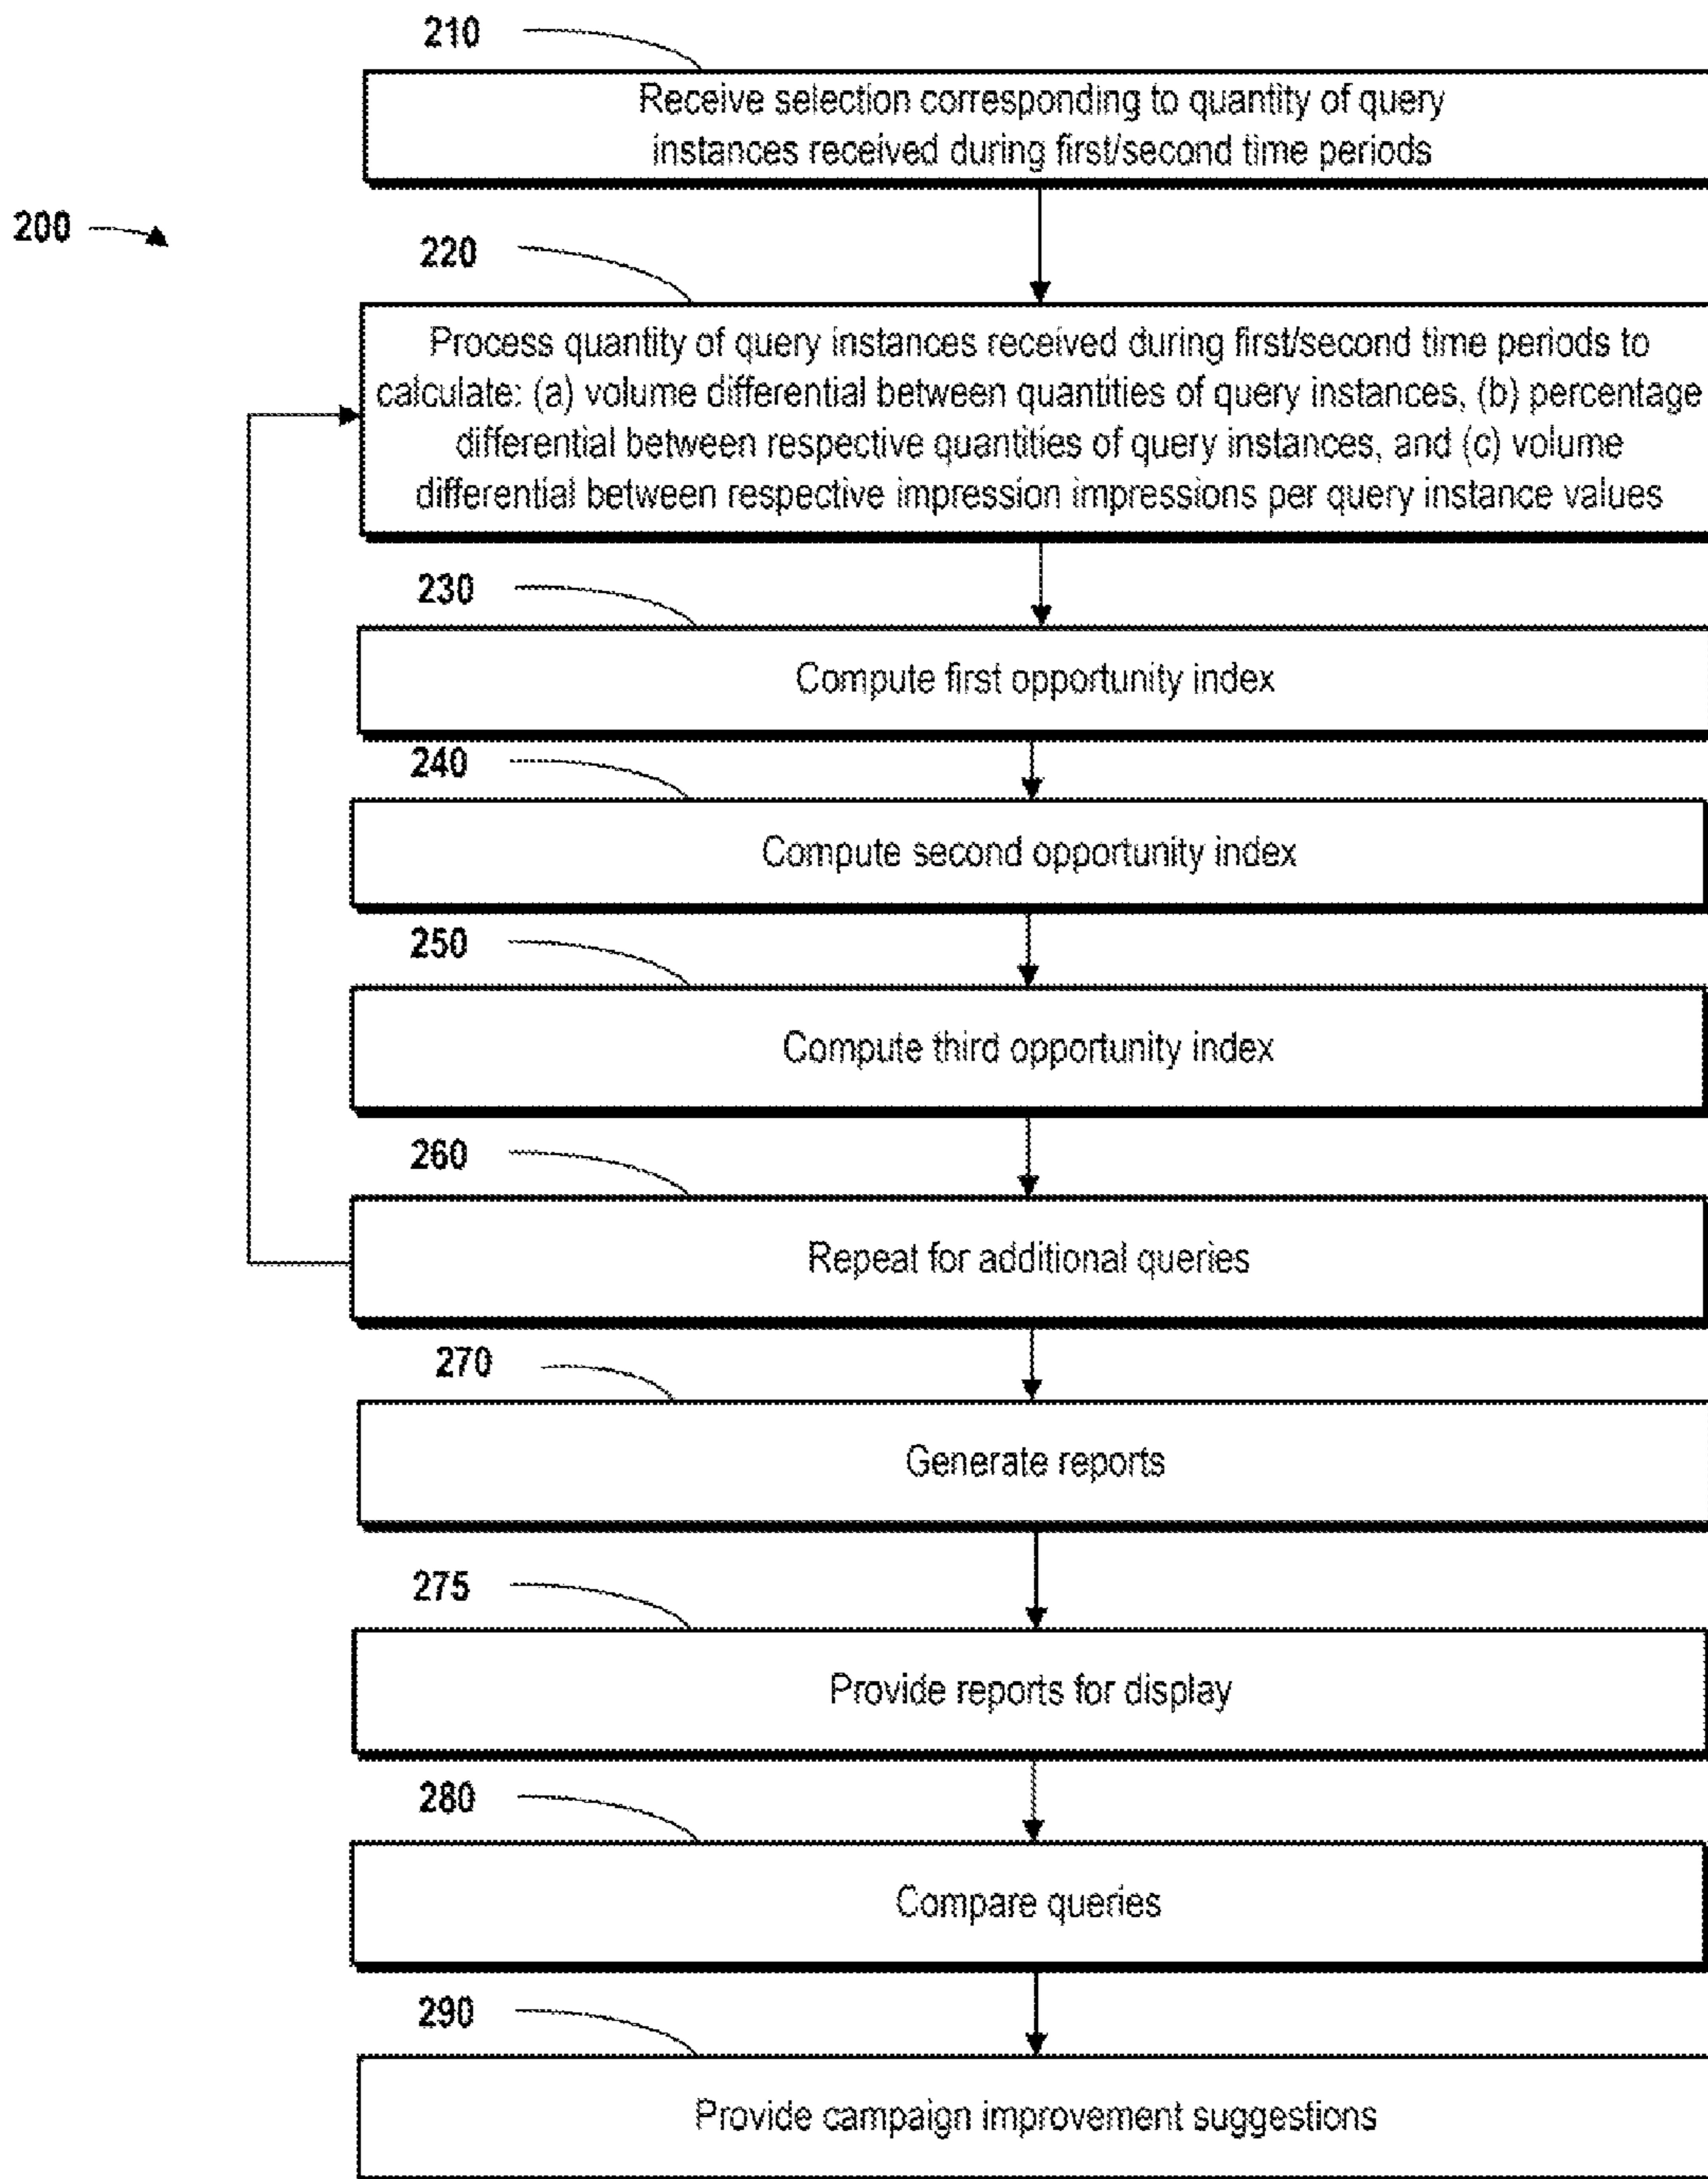 210
Receive selection corresponding to quantity of query
instances received during first/second time periods
200
220
Process quantity of query instances received during first/second time periods to
calculate: (a) volume differential between quantities of query instances, (b) percentage
differential between respective quantities of query instances, and (c) volume
differential between respective impression impressions per query instance values
230
Compute first opportunity index
240
Compute second opportunity index
250
Compute third opportunity index
260
Repeat for additional queries
270
Generate reports
275
Provide reports for display
280
Compare queries
290
Provide campaign improvement suggestions